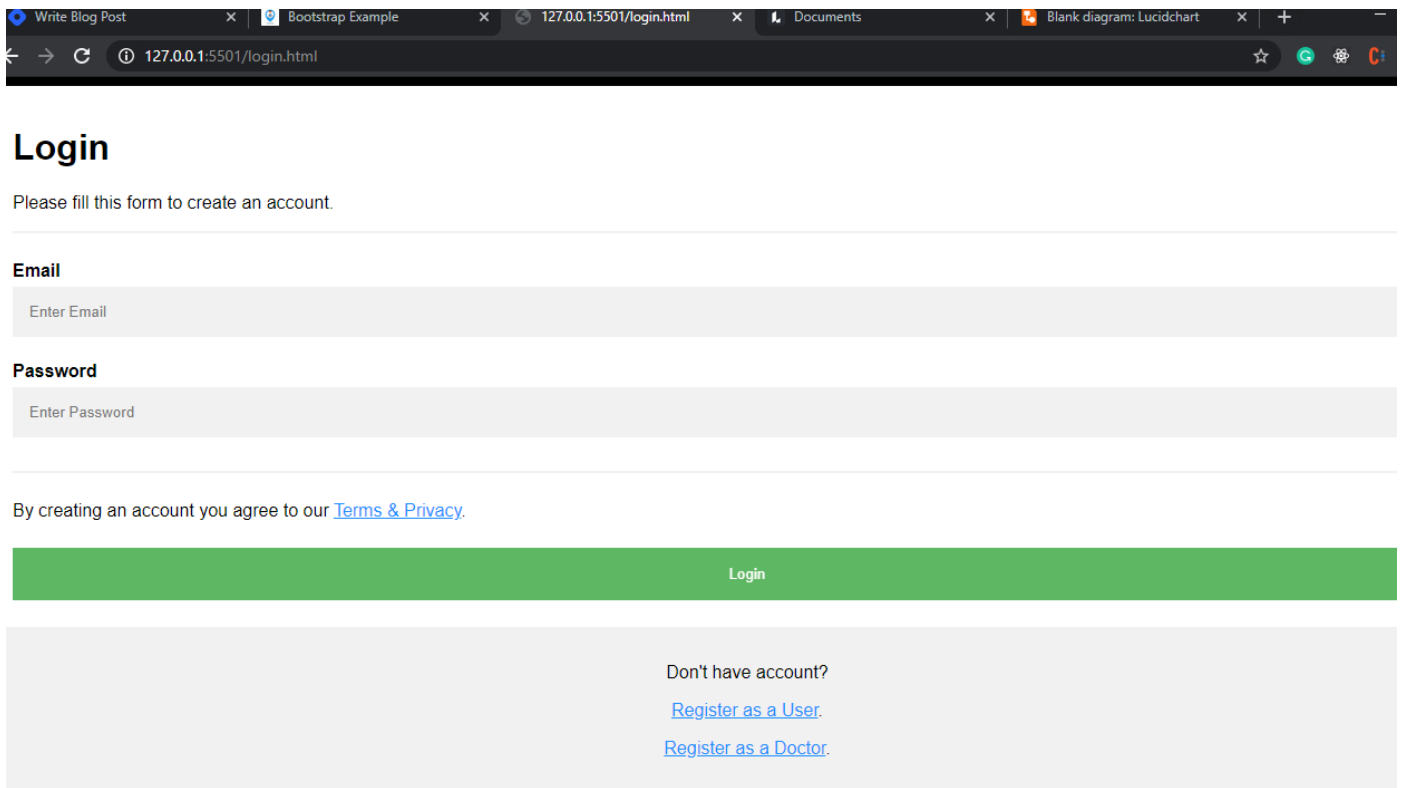 Write Blog Post
Bootstrap Example
127.0.0.1:5501/login.html
Documents
Blank diagram: Lucidchart
127.0.0.1:5501/login.html
Login
Please fill this form to create an account.
Email
Enter Email
Password
Enter Password
By creating an account you agree to our Terms & Privacy.
Login
Don't have account?
Register as a User.
Register as a Doctor.